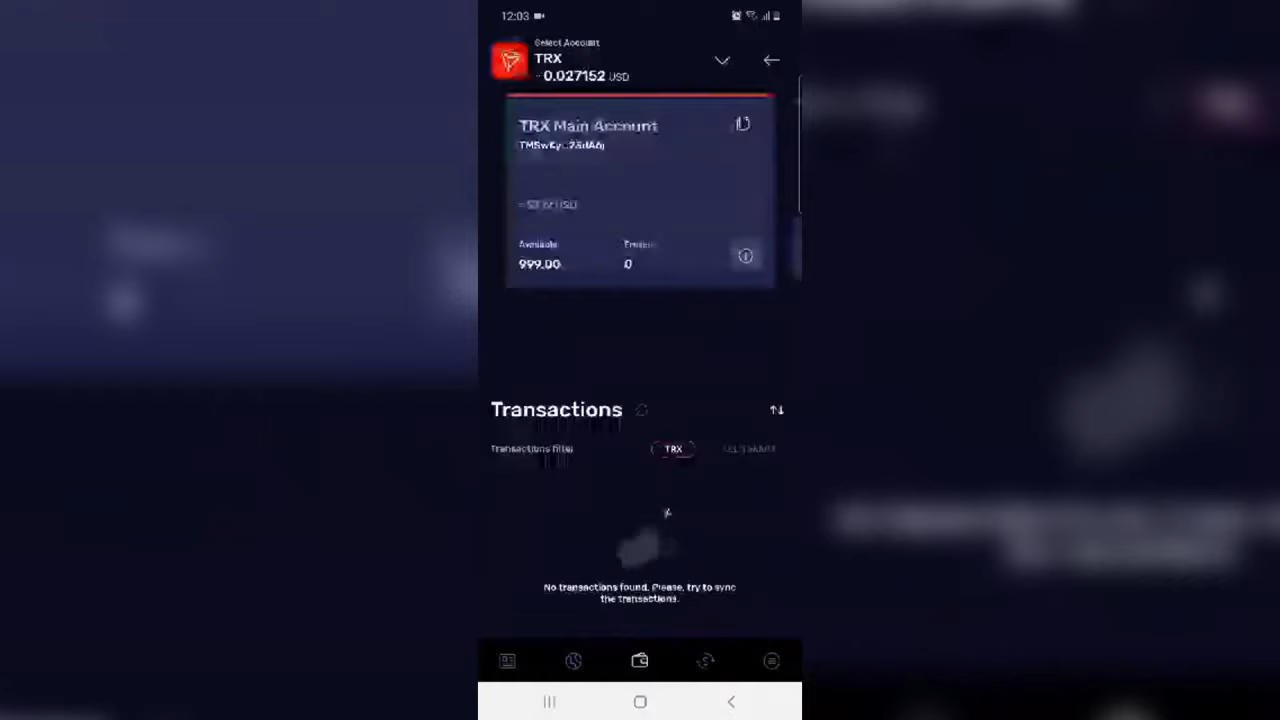 12:03
Select Account
TRX
~ 0.027152 USD
TRX Main Account
Available
999.00
0
Transactions
Transactions filter
TRX
No transactions found. Please, try to sync
the transactions.